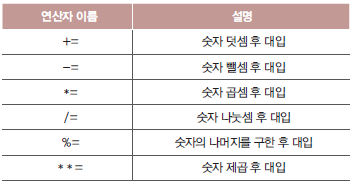 연산자 이름 설명
+= 숫자 덧셈 후 대입
-= 숫자 뺄셈 후 대입
*= 숫자 곱셈 후 대입
/= 숫자 나눗셈 후 대입
%= 숫자의 나머지를 구한 후 대입
**= 숫자 제곱 후 대입